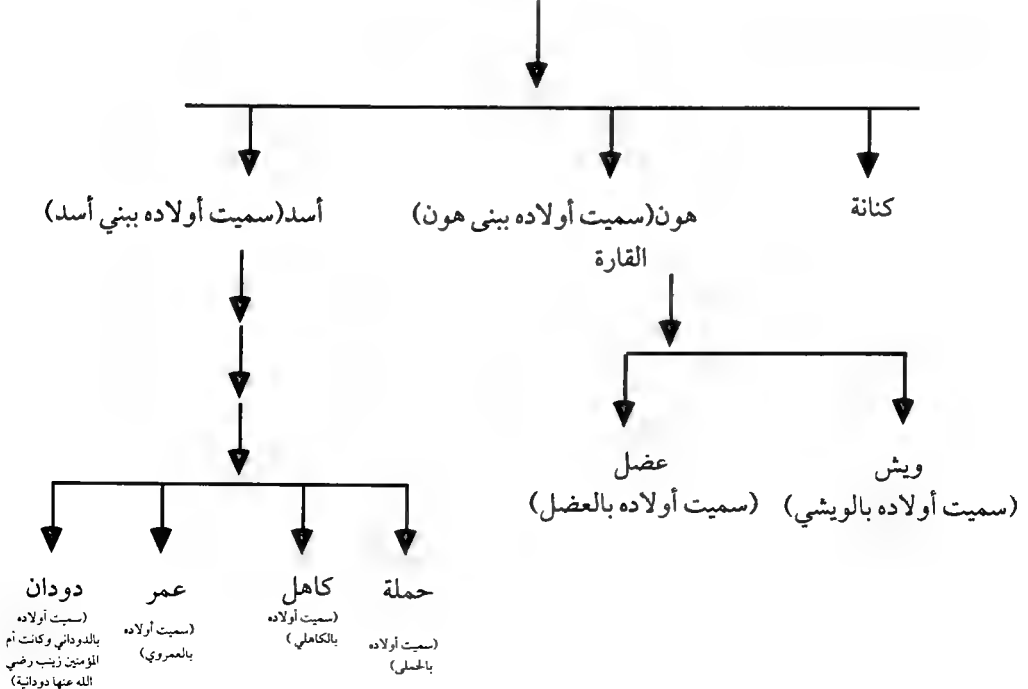 كنانة
هون(سميت أولاده ببنى هون)
القارة
أسد(سميت أولاده ببني أسد)
ويش
(سميت أولاده بالويشي)
عضل
(سميت أولاده بالعضل)
حملة
(سميت أولاده
بالحملى)
كاهل
(سميت أولاده
بالكاهلي)
عمر
(سميت أولاده
بالعمروي)
دودان
(سميت أولاده
بالدوداني وكانت أم
المؤمنين زينب رضي
الله عنها دودانية)